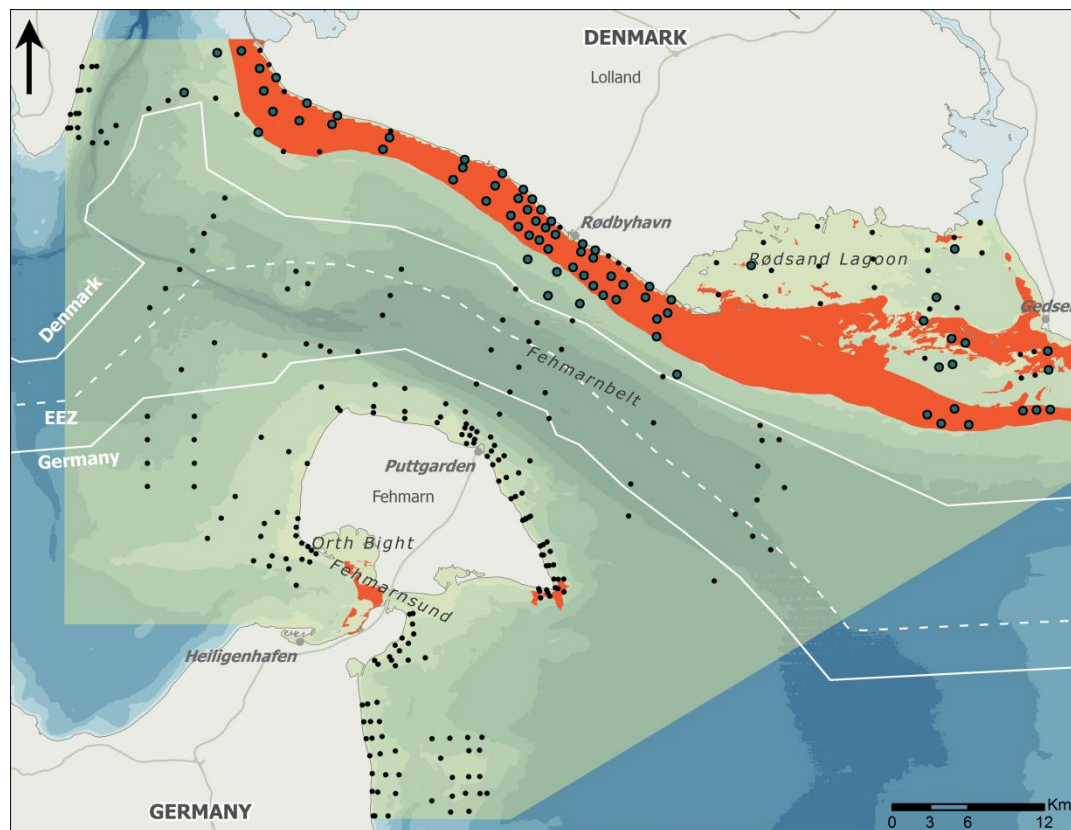 DENMARK
Lolland
Rødbyhavn
Rødsand Lagoon
Gedser
Denmark
Fehmarnbelt
EEZ
Germany
Puttgarden
Fehmarn
Orth Bight
Fehmarnsund
Heiligenhafen
GERMANY
Km
0 3 6 12